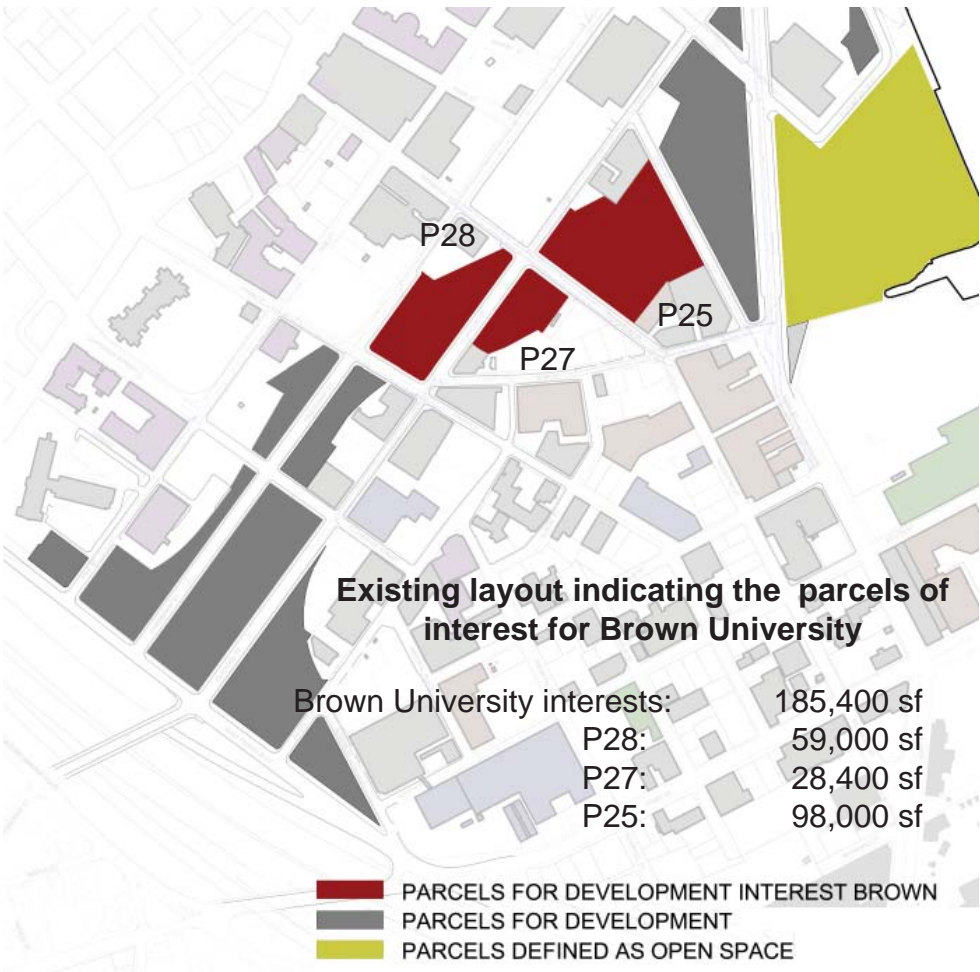 P28
P25
P27
Existing layout indicating the parcels of
interest for Brown University
Brown University interests: 185,400 sf
P28: 59,000 sf
P27: 28,400 sf
P25: 98,000 sf
PARCELS FOR DEVELOPMENT INTEREST BROWN
PARCELS FOR DEVELOPMENT
PARCELS DEFINED AS OPEN SPACE